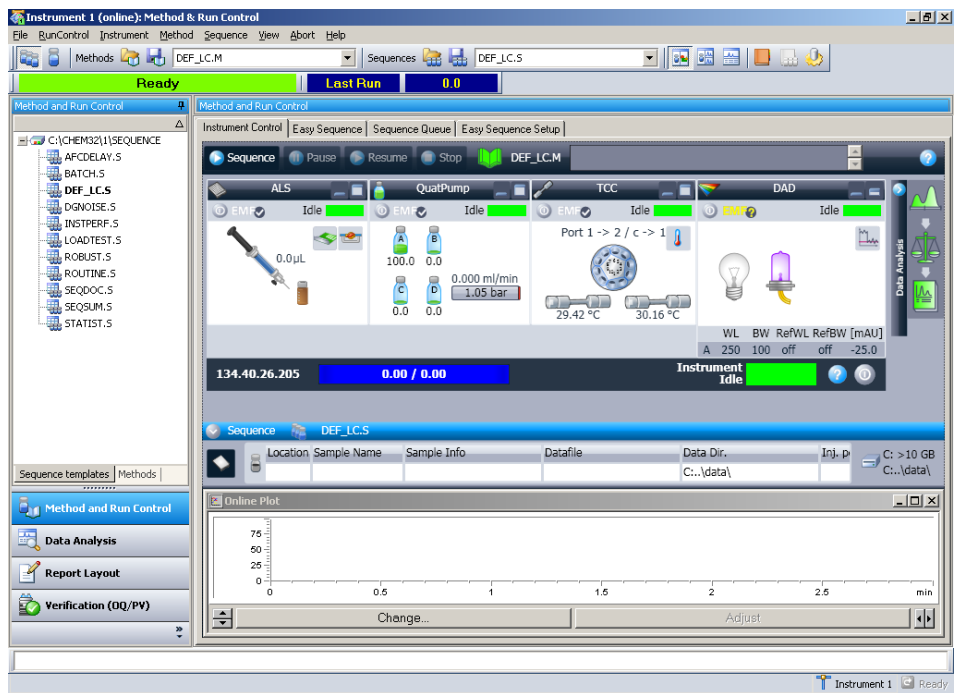 Instrument 1 (online): Method & Run Control
File RunControl Instrument Method Sequence View Abort Help
Methods DEF_LC.M Sequences DEF_LC.S
Ready Last Run 0.0
Method and Run Control
C:\CHEM32\1\SEQUENCE
AFCDELAY.S
BATCH.S
DEF_LC.S
DGNOISE.S
INSTPERF.S
LOADTEST.S
ROBUST.S
ROUTINE.S
SEQDOC.S
SEQSUM.S
STATIST.S
Sequence templates Methods
Method and Run Control
Data Analysis
Report Layout
Verification (OQ/PV)
Method and Run Control
Instrument Control Easy Sequence Sequence Queue Easy Sequence Setup
Sequence Pause Resume Stop DEF_LC.M
ALS QuatPump TCC DAD
EMF Idle EMF Idle EMF Idle EMF Idle
0.0µL
A B
100.0 0.0
C D
0.0 0.0
0.000 ml/min
1.05 bar
Port 1 -> 2 / c -> 1
29.42 °C 30.16 °C
WL BW RefWL RefBW [mAU]
A 250 100 off off -25.0
Data Analysis
134.40.26.205 0.00 / 0.00 Instrument
Idle
Sequence DEF_LC.S
Location Sample Name Sample Info Datafile Data Dir. Inj. p
C:..\data\
C: >10 GB
C:..\data\
Online Plot
75
50
25
0
0 0.5 1 1.5 2 2.5 min
Change... Adjust
Instrument 1 Ready